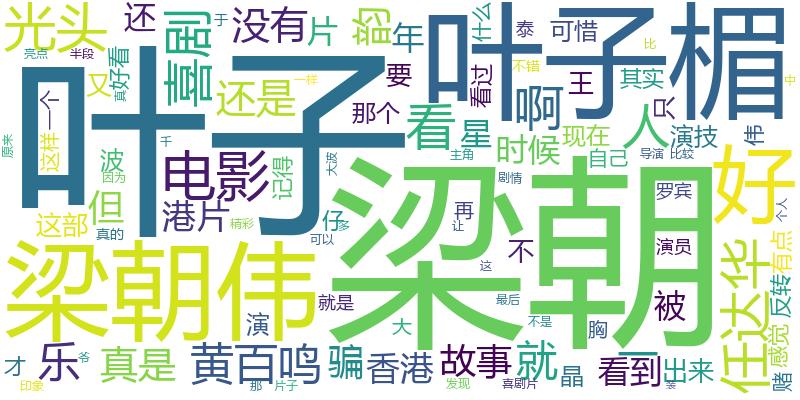 光头
还
没有
片
韵
年
什么
泰
可惜
比
亮点
半段
于
喜剧
叶子
叶子楣
真
好看
又
一样
要
看过
不错
王
其实
中
一个
还是
那个
啊
只
伟
原来
这样
千
看
星
人
演技
因为
波
电影
记得
大波
时候
现在
自己
主角
导演
比较
但
港片
剧情
好
这部
真的
精彩
仔
多
再
罗宾
个人
可以
让
梁朝
梁朝伟
不
演员
有点
演
这
任达华
就是
最后
被
反转
大
不是
胸
感觉
才
乐
爷
真是
黄百鸣
骗
香港
故事
就
晶
看到
一
出来
赌
印象
那
片子
发现
喜剧片
装